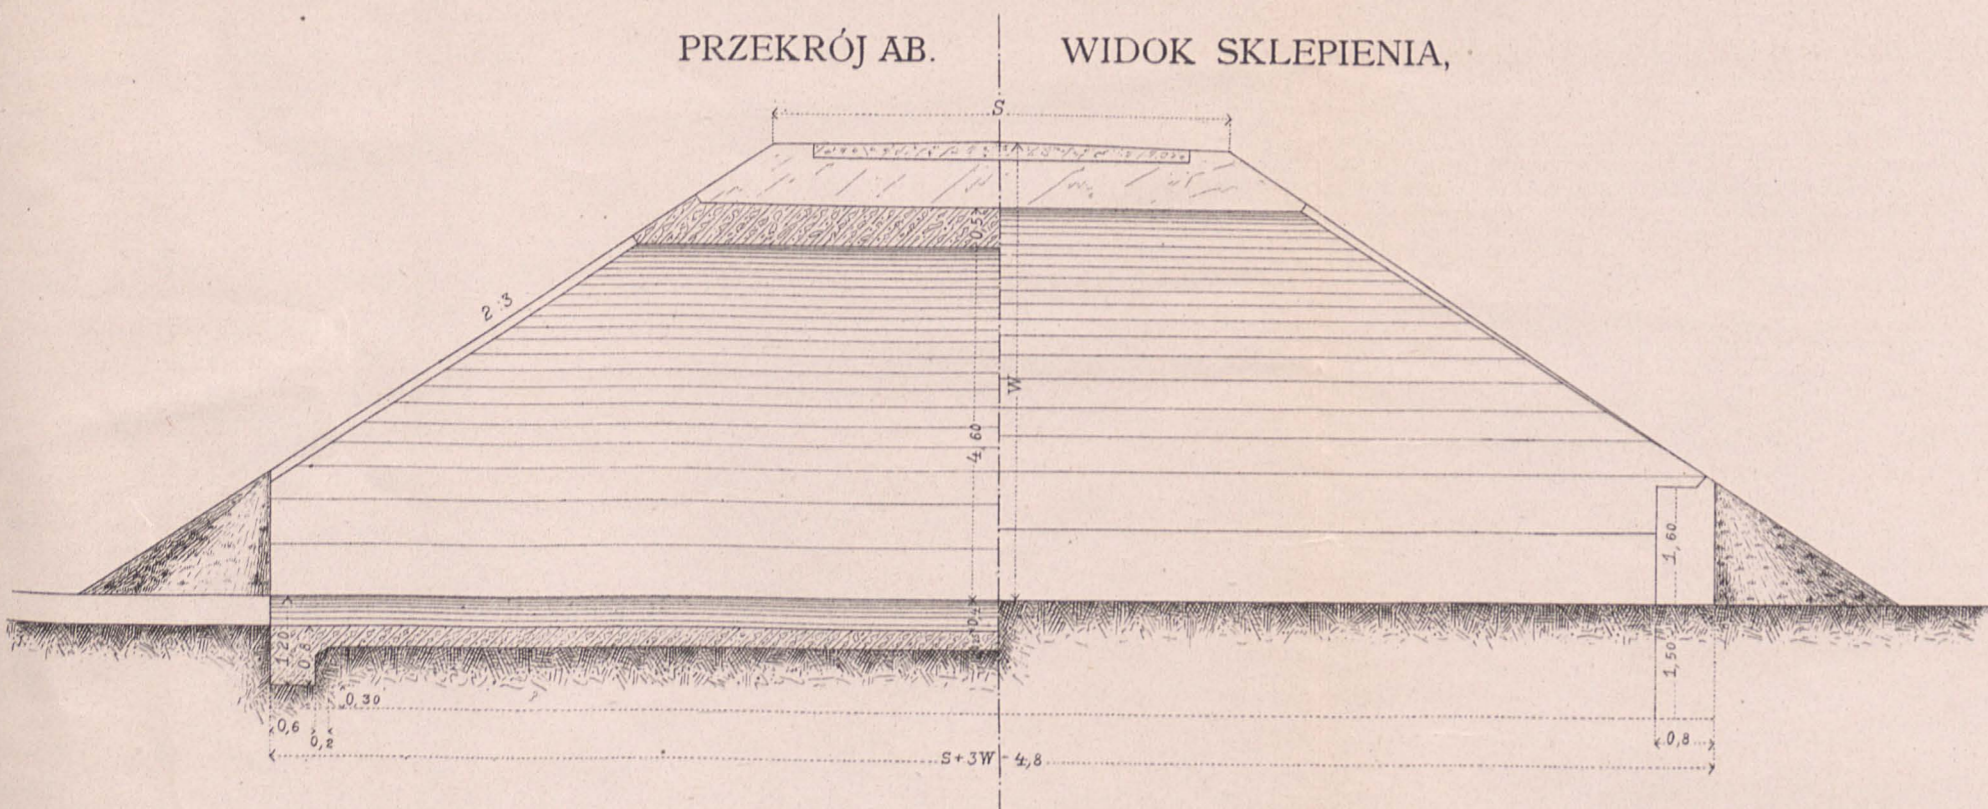 PRZEKRÓJ AB.
WIDOK SKLEPIENIA,
S
0,5
2:3
W
4,60
1,60
1,20
0,8
0,4
1,50
0,30
0,6
0,2
0,8
S+3W - 4,8